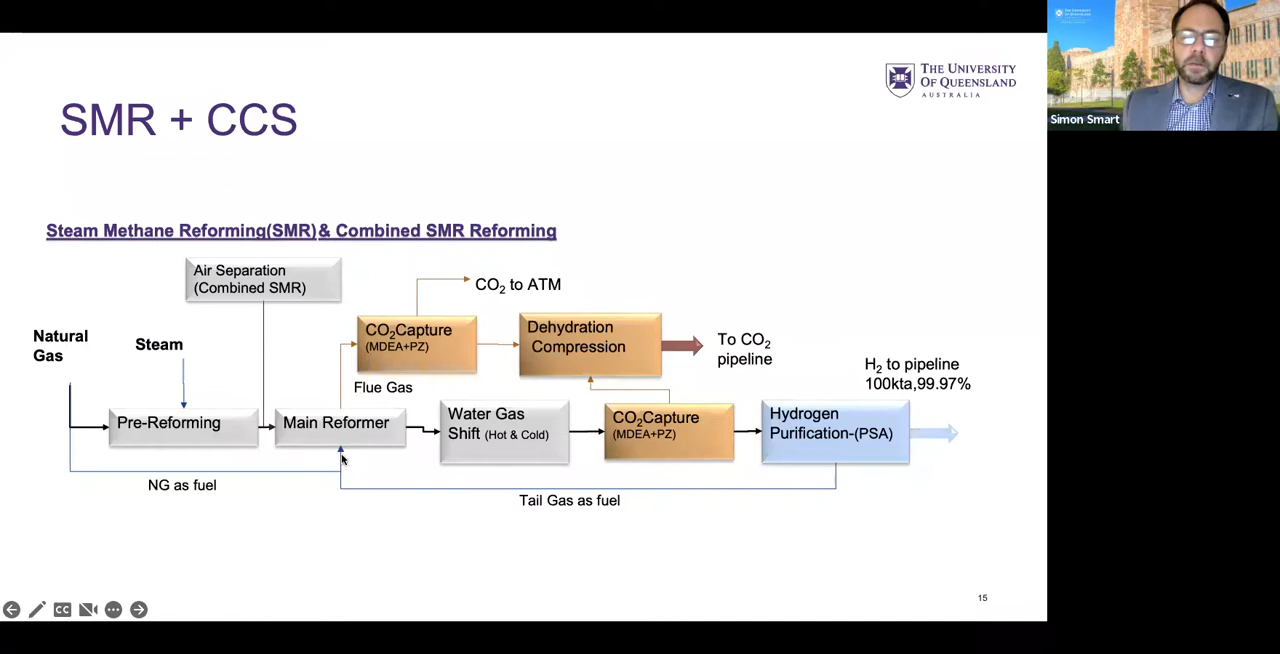 THE UNIVERSITY
OF QUEENSLAND
AUSTRALIA
Simon Smart
SMR + CCS
Steam Methane Reforming(SMR)& Combined SMR Reforming
Air Separation
(Combined SMR)
CO₂ to ATM
Natural
Gas
Steam
CO₂Capture
(MDEA+PZ)
Dehydration
Compression
To CO₂
pipeline
H₂ to pipeline
100kta,99.97%
Flue Gas
Pre-Reforming
Main Reformer
Water Gas
Shift (Hot & Cold)
CO₂Capture
(MDEA+PZ)
Hydrogen
Purification-(PSA)
NG as fuel
Tail Gas as fuel
15
CC